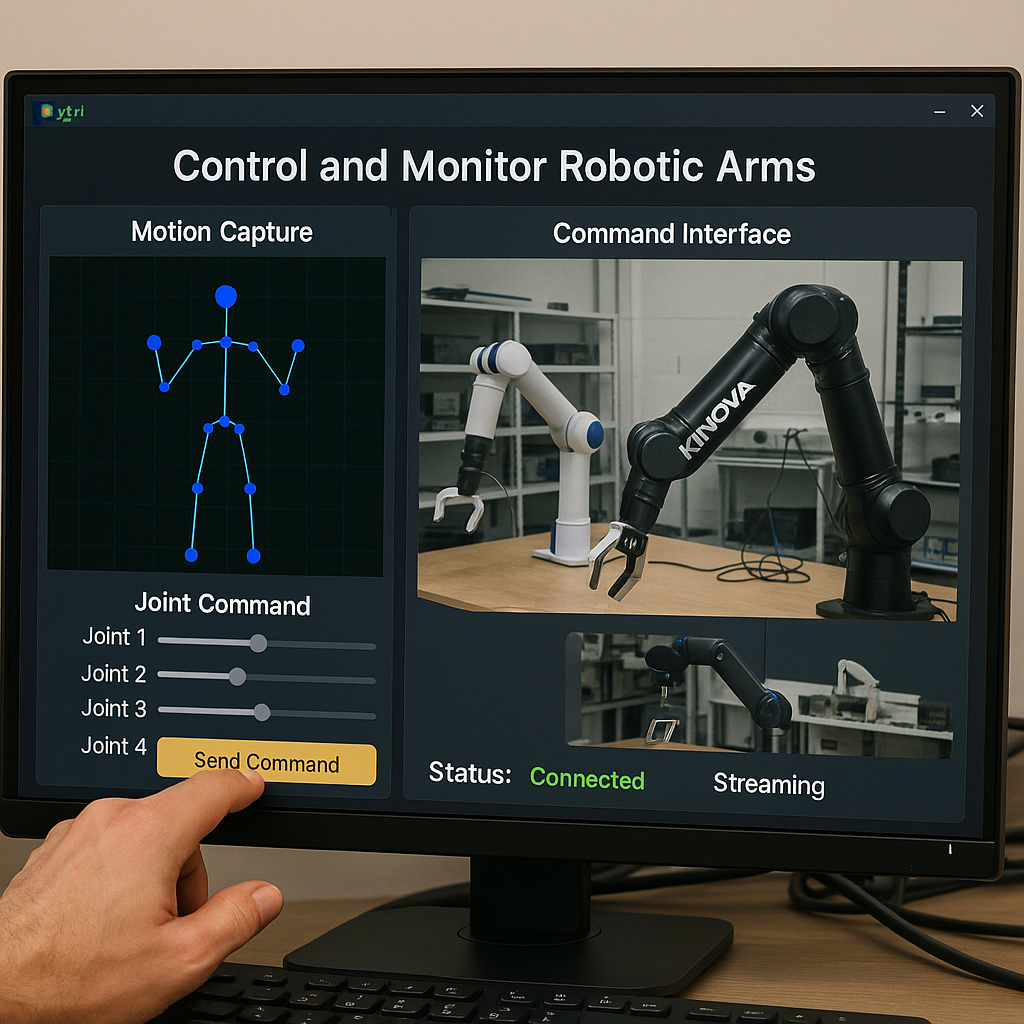 ytri
Control and Monitor Robotic Arms
Motion Capture
Command Interface
KINOVA
Joint Command
Joint 1
Joint 2
Joint 3
Joint 4
Send Command
Status: Connected
Streaming